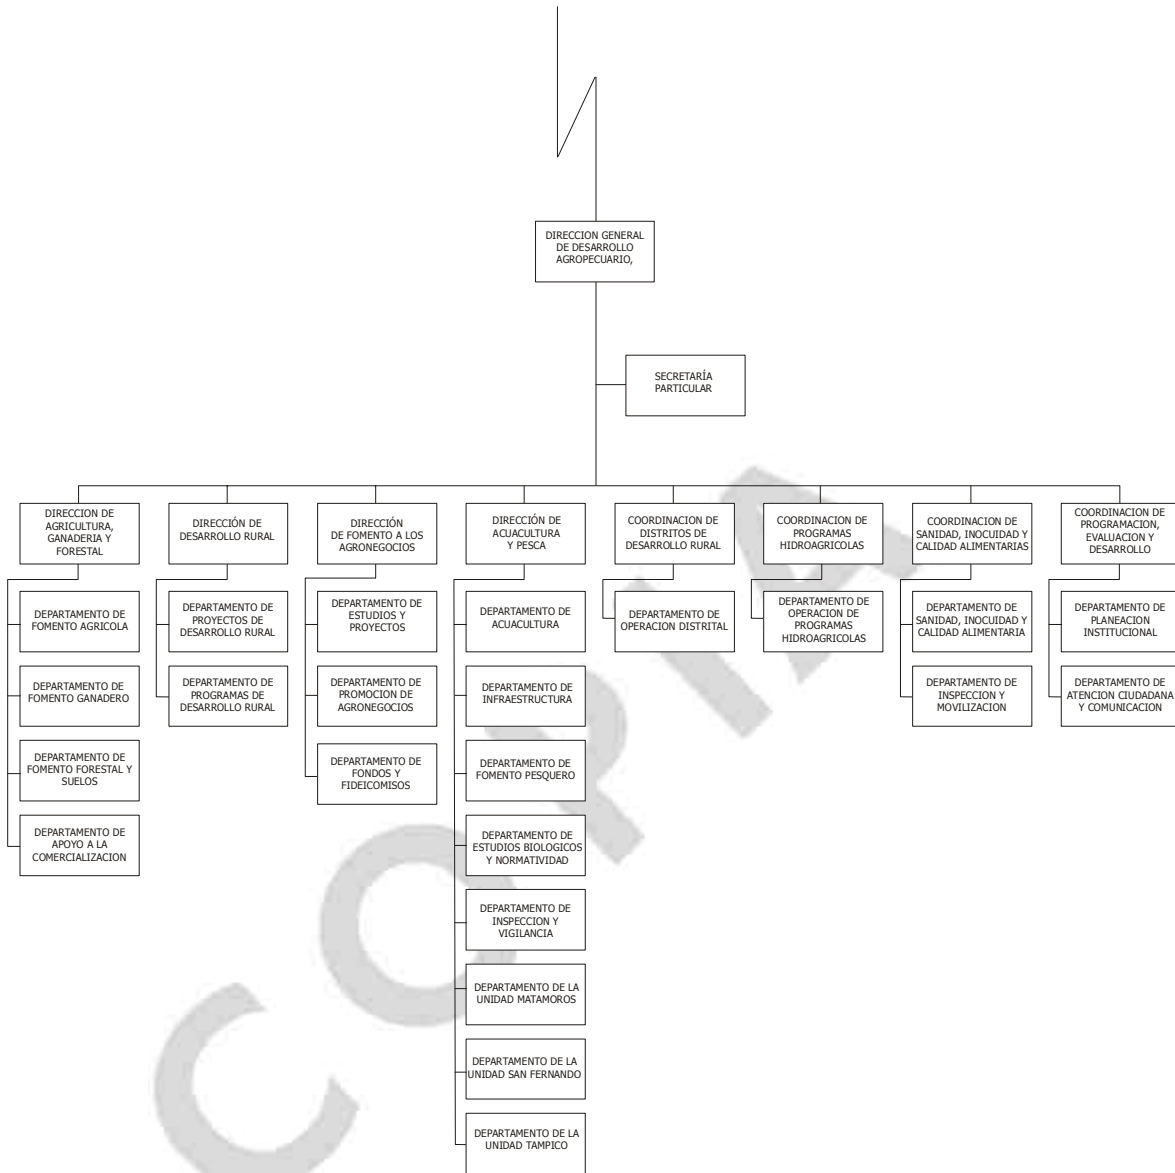 DIRECCION GENERAL
DE DESARROLLO
AGROPECUARIO,
SECRETARÍA
PARTICULAR
DIRECCION DE
AGRICULTURA,
GANADERIA Y
FORESTAL
DIRECCIÓN DE
DESARROLLO RURAL
DIRECCIÓN
DE FOMENTO A LOS
AGRONEGOCIOS
DIRECCIÓN DE
ACUACULTURA
Y PESCA
COORDINACION DE
DISTRITOS DE
DESARROLLO RURAL
COORDINACION DE
PROGRAMAS
HIDROAGRICOLAS
COORDINACION DE
SANIDAD, INOCUIDAD Y
CALIDAD ALIMENTARIAS
COORDINACION DE
PROGRAMACION,
EVALUACION Y
DESARROLLO
DEPARTAMENTO DE
FOMENTO AGRICOLA
DEPARTAMENTO DE
PROYECTOS DE
DESARROLLO RURAL
DEPARTAMENTO DE
ESTUDIOS Y
PROYECTOS
DEPARTAMENTO DE
ACUACULTURA
DEPARTAMENTO DE
OPERACION DISTRITAL
DEPARTAMENTO DE
OPERACION DE
PROGRAMAS
HIDROAGRICOLAS
DEPARTAMENTO DE
SANIDAD, INOCUIDAD Y
CALIDAD ALIMENTARIA
DEPARTAMENTO DE
PLANEACION
INSTITUCIONAL
DEPARTAMENTO DE
FOMENTO GANADERO
DEPARTAMENTO DE
PROGRAMAS DE
DESARROLLO RURAL
DEPARTAMENTO DE
PROMOCION DE
AGRONEGOCIOS
DEPARTAMENTO DE
INFRAESTRUCTURA
DEPARTAMENTO DE
INSPECCION Y
MOVILIZACION
DEPARTAMENTO DE
ATENCION CIUDADANA
Y COMUNICACION
DEPARTAMENTO DE
FOMENTO FORESTAL Y
SUELOS
DEPARTAMENTO DE
FONDOS Y
FIDEICOMISOS
DEPARTAMENTO DE
FOMENTO PESQUERO
DEPARTAMENTO DE
APOYO A LA
COMERCIALIZACION
DEPARTAMENTO DE
ESTUDIOS BIOLOGICOS
Y NORMATIVIDAD
DEPARTAMENTO DE
INSPECCION Y
VIGILANCIA
DEPARTAMENTO DE LA
UNIDAD MATAMOROS
DEPARTAMENTO DE LA
UNIDAD SAN FERNANDO
DEPARTAMENTO DE LA
UNIDAD TAMPICO
COPIA